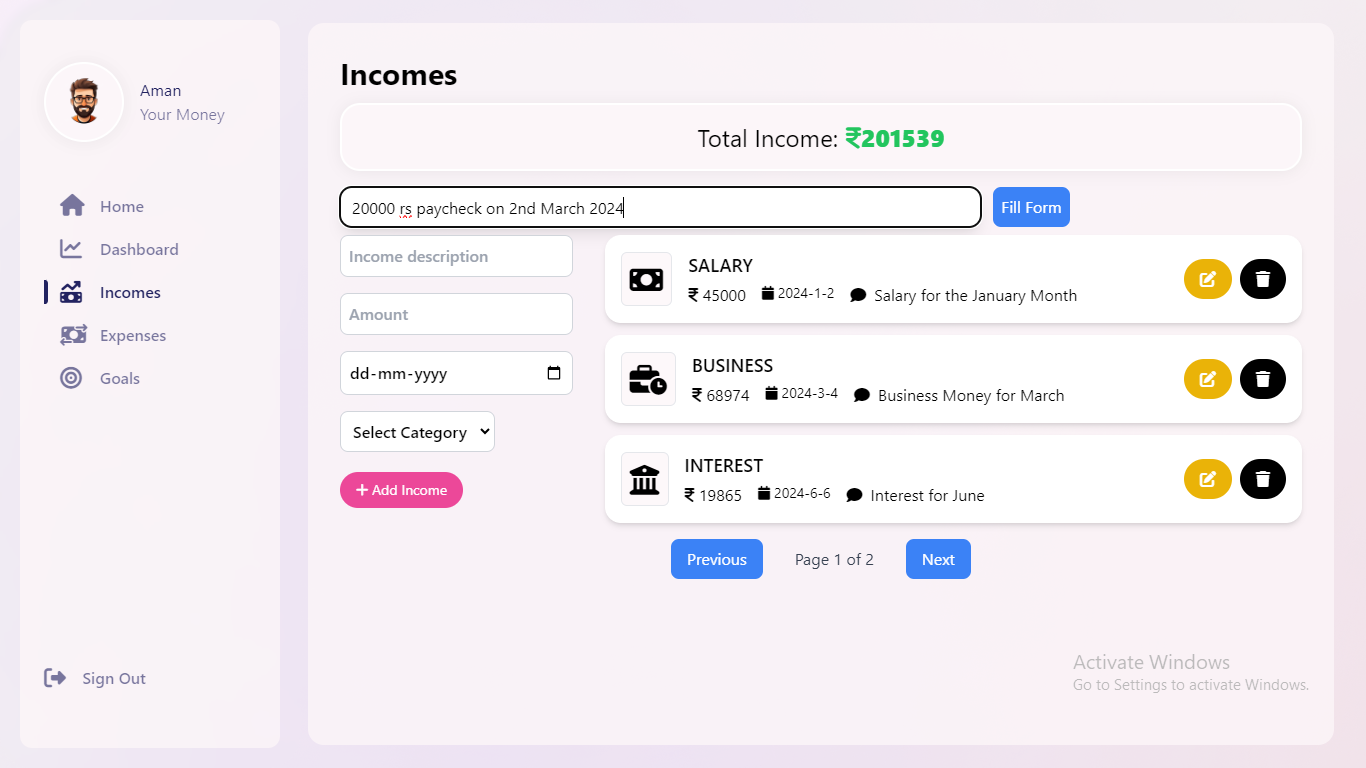 Aman
Your Money
Home
Dashboard
Incomes
Expenses
Goals
Sign Out
Incomes
Total Income: ₹201539
20000 rs paycheck on 2nd March 2024
Fill Form
Income description
Amount
dd-mm-yyyy
Select Category
+ Add Income
SALARY
₹ 45000 2024-1-2 Salary for the January Month
BUSINESS
₹ 68974 2024-3-4 Business Money for March
INTEREST
₹ 19865 2024-6-6 Interest for June
Previous Page 1 of 2 Next
Activate Windows
Go to Settings to activate Windows.